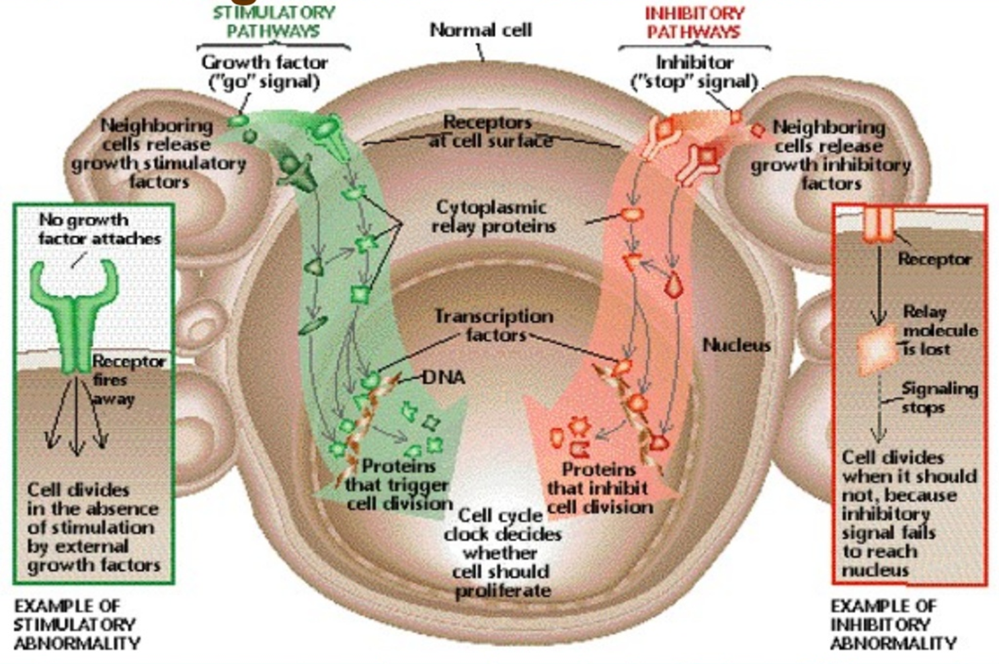 STIMULATORY
PATHWAYS
Growth factor
("go" signal)
Normal cell
INHIBITORY
PATHWAYS
Inhibitor
("stop" signal)
Neighboring
cells release
growth stimulatory
factors
Receptors
at cell surface
Neighboring
cells release
growth inhibitory
factors
Cytoplasmic
relay proteins
Transcription
factors
DNA
Nucleus
Proteins
that trigger
cell division
Proteins
that inhibit
cell division
Cell cycle
clock decides
whether
cell should
proliferate
No growth
factor attaches
Receptor
fires
away
Cell divides
in the absence
of stimulation
by external
growth factors
EXAMPLE OF
STIMULATORY
ABNORMALITY
Receptor
Relay
molecule
is lost
Signaling
stops
Cell divides
when it should
not, because
inhibitory
signal fails
to reach
nucleus
EXAMPLE OF
INHIBITORY
ABNORMALITY